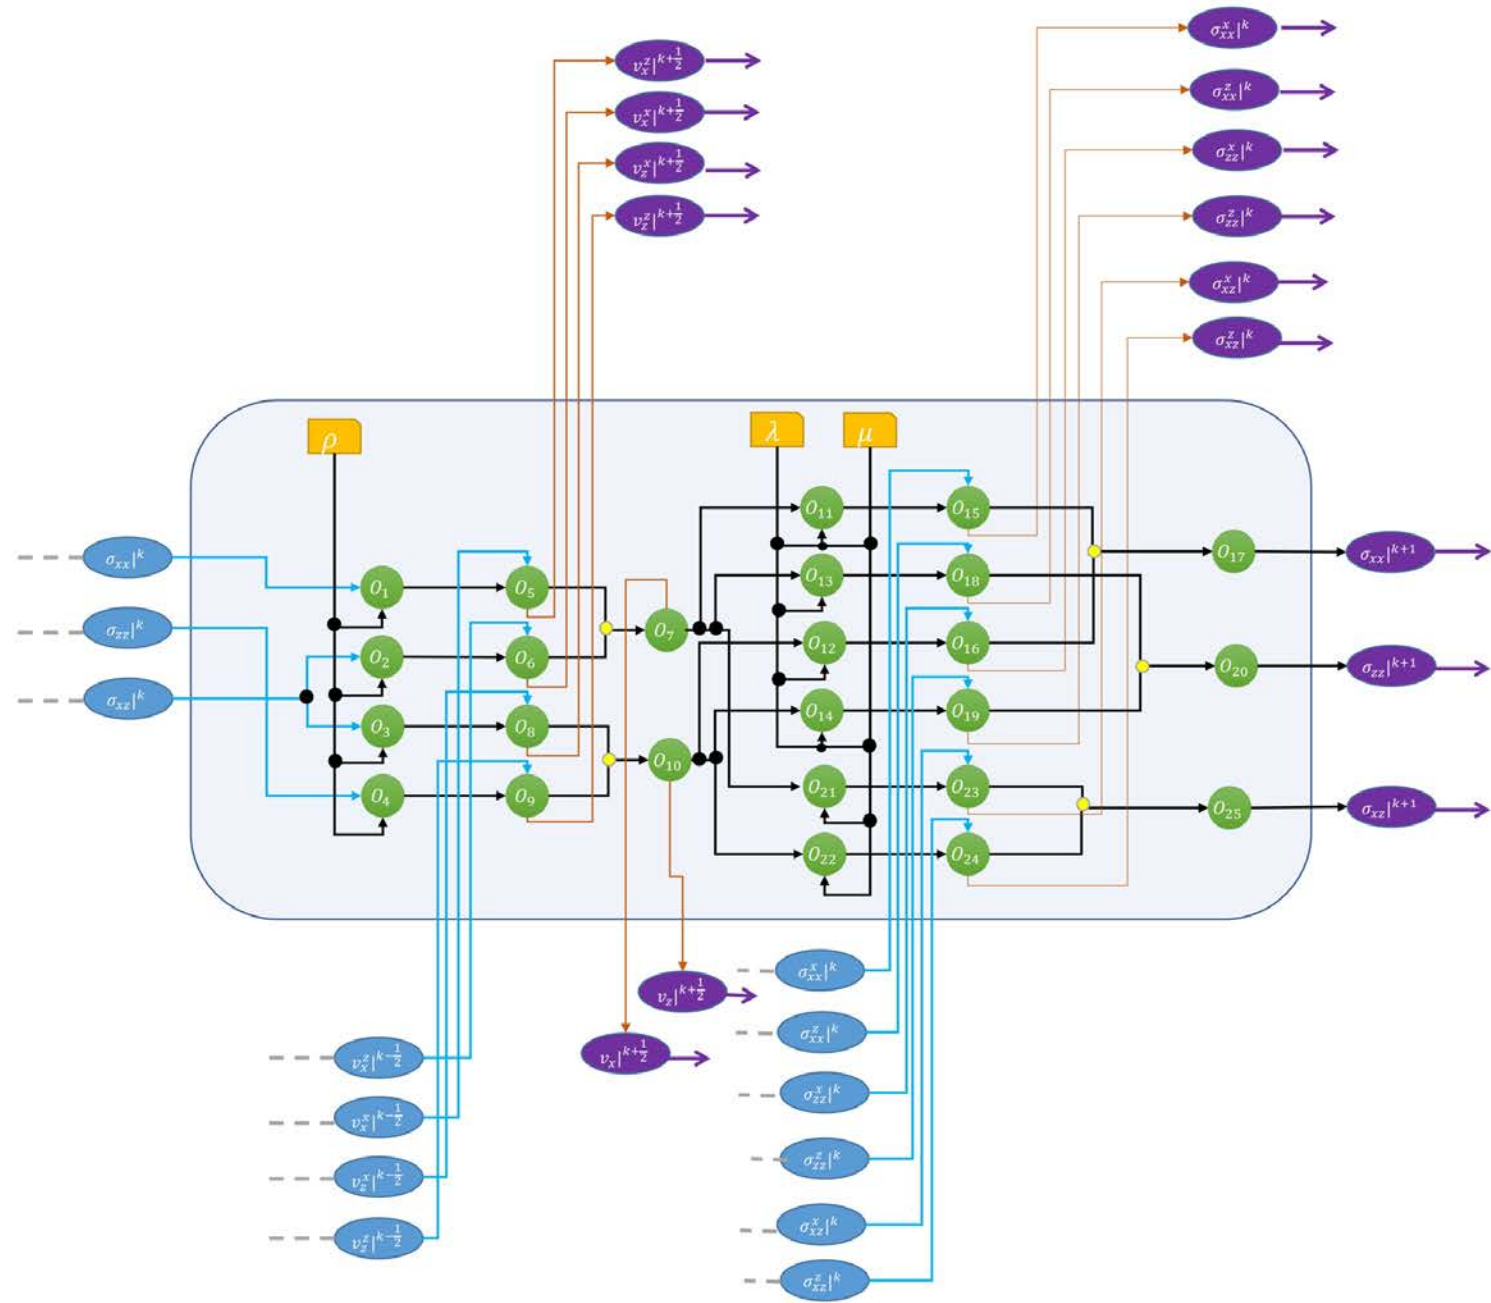 σ_xx^x|^k
v_x^z|^{k+1/2}
σ_xx^z|^k
v_x^x|^{k+1/2}
σ_zz^x|^k
v_z^x|^{k+1/2}
σ_zz^z|^k
v_z^z|^{k+1/2}
σ_xz^x|^k
σ_xz^z|^k
ρ
λ
μ
O_11
O_15
σ_xx|^k
O_17
σ_xx|^{k+1}
O_1
O_5
O_13
O_18
σ_zz|^k
O_7
O_12
O_16
O_2
O_6
O_20
σ_zz|^{k+1}
σ_xz|^k
O_3
O_8
O_14
O_19
O_10
O_4
O_9
O_21
O_23
O_25
σ_xz|^{k+1}
O_22
O_24
σ_xx^x|^k
v_z|^{k+1/2}
σ_xx^z|^k
v_x|^{k+1/2}
v_x^z|^{k-1/2}
σ_zz^x|^k
v_x^x|^{k-1/2}
σ_zz^z|^k
v_z^x|^{k-1/2}
σ_xz^x|^k
v_z^z|^{k-1/2}
σ_xz^z|^k